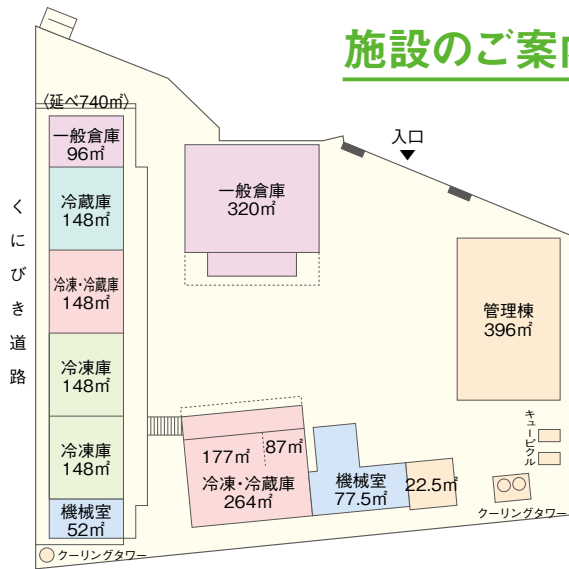 施設のご案内
〈延べ740㎡〉
一般倉庫
96㎡
冷蔵庫
148㎡
冷凍・冷蔵庫
148㎡
冷凍庫
148㎡
冷凍庫
148㎡
機械室
52㎡
クーリングタワー
くにびき道路
一般倉庫
320㎡
入口
管理棟
396㎡
キュービクル
クーリングタワー
177㎡
87㎡
冷凍・冷蔵庫
264㎡
機械室
77.5㎡
22.5㎡